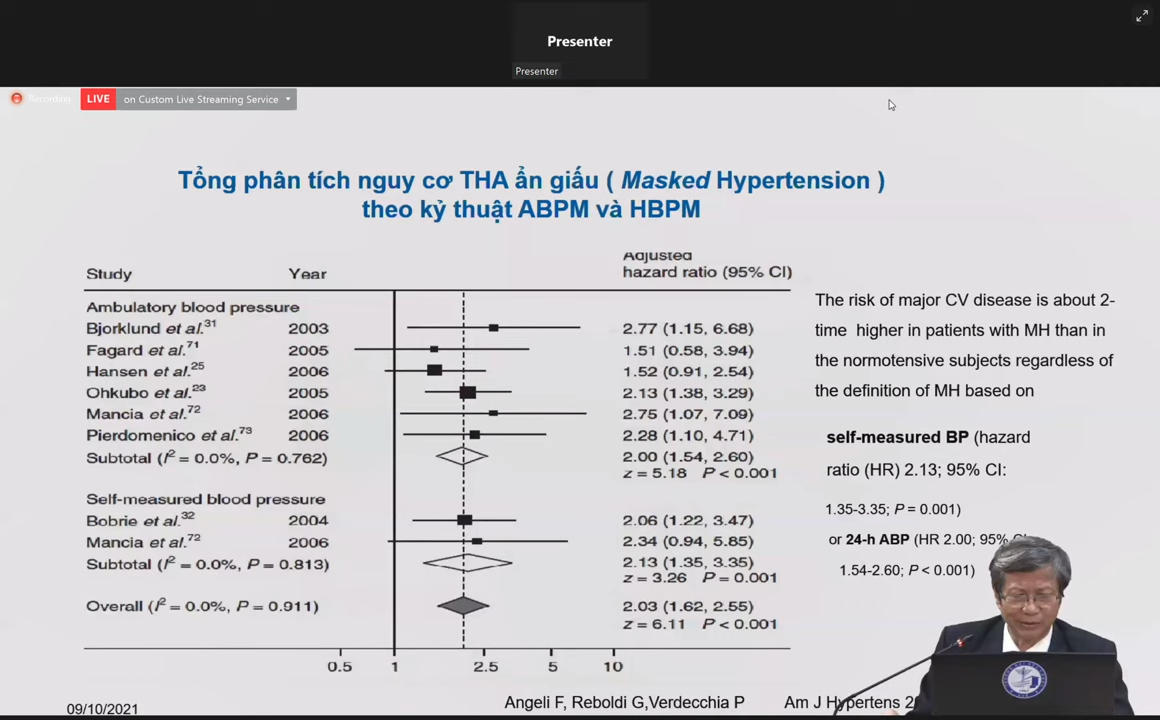 Presenter
Presenter
Recording
LIVE on Custom Live Streaming Service
Tổng phân tích nguy cơ THA ẩn giấu ( Masked Hypertension )
theo kỷ thuật ABPM và HBPM
Study Year Adjusted
hazard ratio (95% CI)
Ambulatory blood pressure
Bjorklund et al.31 2003 2.77 (1.15, 6.68)
Fagard et al.71 2005 1.51 (0.58, 3.94)
Hansen et al.25 2006 1.52 (0.91, 2.54)
Ohkubo et al.23 2005 2.13 (1.38, 3.29)
Mancia et al.72 2006 2.75 (1.07, 7.09)
Pierdomenico et al.73 2006 2.28 (1.10, 4.71)
Subtotal (I2 = 0.0%, P = 0.762) 2.00 (1.54, 2.60)
z = 5.18 P < 0.001
Self-measured blood pressure
Bobrie et al.32 2004 2.06 (1.22, 3.47)
Mancia et al.72 2006 2.34 (0.94, 5.85)
Subtotal (I2 = 0.0%, P = 0.813) 2.13 (1.35, 3.35)
z = 3.26 P = 0.001
Overall (I2 = 0.0%, P = 0.911) 2.03 (1.62, 2.55)
z = 6.11 P < 0.001
0.5 1 2.5 5 10
The risk of major CV disease is about 2-
time higher in patients with MH than in
the normotensive subjects regardless of
the definition of MH based on
self-measured BP (hazard
ratio (HR) 2.13; 95% CI:
1.35-3.35; P = 0.001)
or 24-h ABP (HR 2.00; 95%
1.54-2.60; P < 0.001)
09/10/2021
Angeli F, Reboldi G,Verdecchia P Am J Hypertens